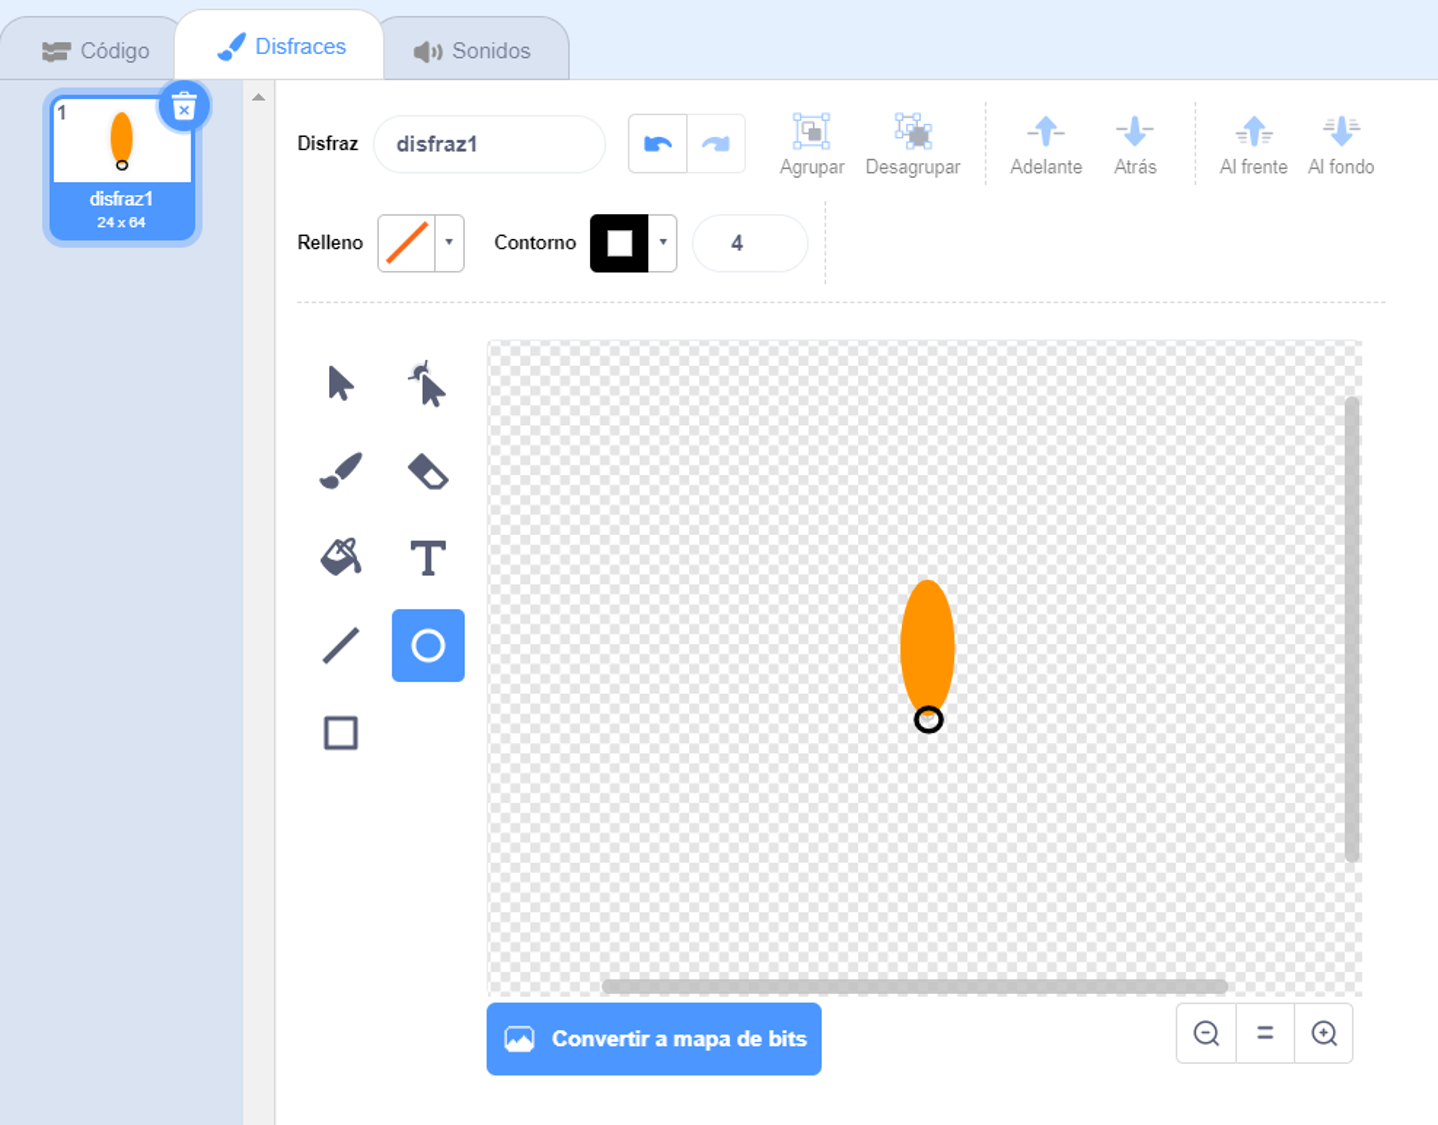 Código
Disfraces
Sonidos
1
disfraz1
24 x 64
Disfraz
disfraz1
Agrupar
Desagrupar
Adelante
Atrás
Al frente
Al fondo
Relleno
Contorno
4
T
Convertir a mapa de bits